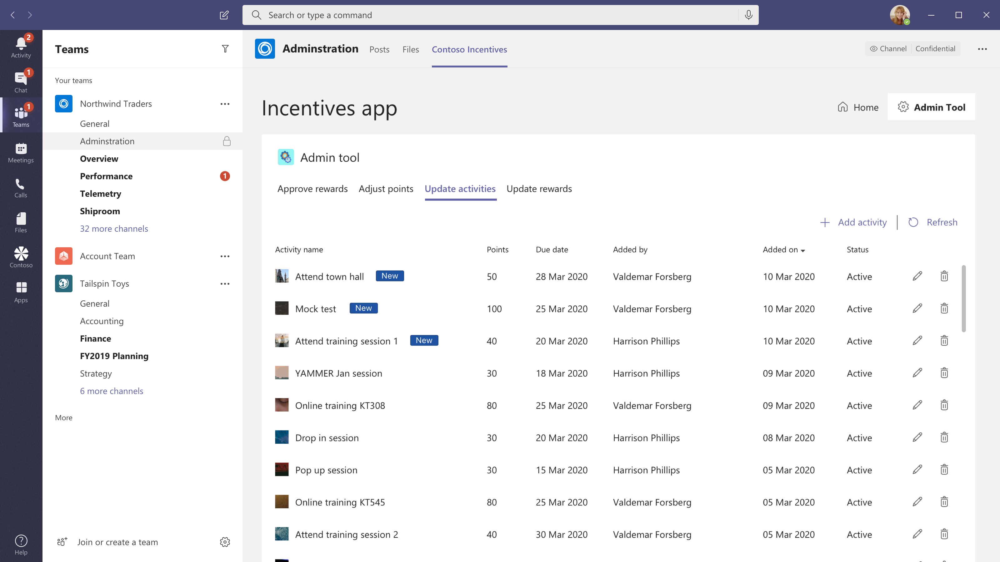 Search or type a command
2
Activity
1
Chat
1
Teams
Meetings
Calls
Files
Contoso
Apps
Help
Teams
Your teams
Northwind Traders
General
Adminstration
Overview
Performance 1
Telemetry
Shiproom
32 more channels
Account Team
Tailspin Toys
General
Accounting
Finance
FY2019 Planning
Strategy
6 more channels
More
Join or create a team
Adminstration Posts Files Contoso Incentives Channel Confidential
Incentives app Home Admin Tool
Admin tool
Approve rewards Adjust points Update activities Update rewards
Add activity Refresh
Activity name Points Due date Added by Added on Status
Attend town hall New 50 28 Mar 2020 Valdemar Forsberg 10 Mar 2020 Active
Mock test New 100 25 Mar 2020 Valdemar Forsberg 10 Mar 2020 Active
Attend training session 1 New 40 20 Mar 2020 Harrison Phillips 10 Mar 2020 Active
YAMMER Jan session 30 18 Mar 2020 Harrison Phillips 09 Mar 2020 Active
Online training KT308 80 25 Mar 2020 Valdemar Forsberg 09 Mar 2020 Active
Drop in session 30 20 Mar 2020 Harrison Phillips 08 Mar 2020 Active
Pop up session 30 15 Mar 2020 Harrison Phillips 05 Mar 2020 Active
Online training KT545 80 25 Mar 2020 Valdemar Forsberg 05 Mar 2020 Active
Attend training session 2 40 30 Mar 2020 Valdemar Forsberg 05 Mar 2020 Active